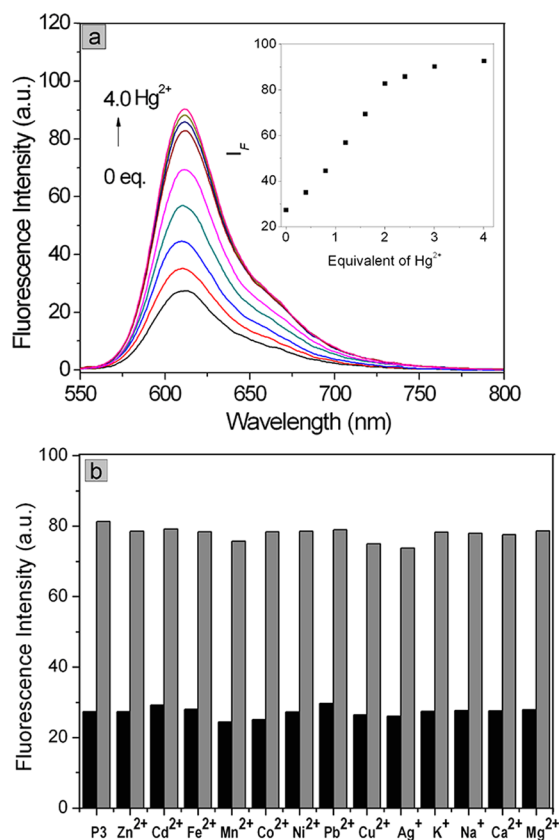 a
120
100
80
60
40
20
0
Fluorescence Intensity (a.u.)
4.0 Hg²⁺
0 eq.
100
80
60
40
20
I_F
0 1 2 3 4
Equivalent of Hg²⁺
550 600 650 700 750 800
Wavelength (nm)
b
100
80
60
40
20
0
Fluorescence Intensity (a.u.)
P3 Zn²⁺ Cd²⁺ Fe²⁺ Mn²⁺ Co²⁺ Ni²⁺ Pb²⁺ Cu²⁺ Ag⁺ K⁺ Na⁺ Ca²⁺ Mg²⁺